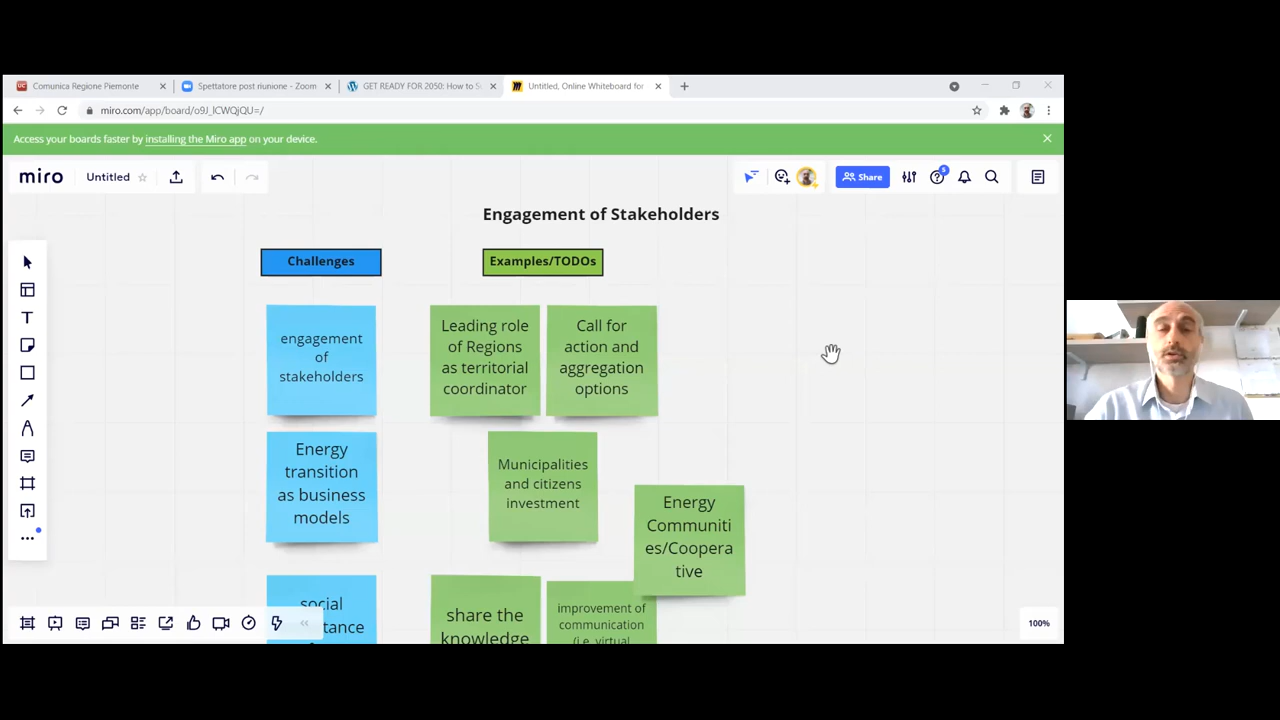 Comunica Regione Piemonte
Spettatore post riunione - Zoom
GET READY FOR 2050: How to S
Untitled, Online Whiteboard for
miro.com/app/board/o9J_lCWQjQU=/
Access your boards faster by installing the Miro app on your device.
miro
Untitled
Share
5
Engagement of Stakeholders
Challenges
Examples/TODOs
engagement
of
stakeholders
Leading role
of Regions
as territorial
coordinator
Call for
action and
aggregation
options
Energy
transition
as business
models
Municipalities
and citizens
investment
Energy
Communiti
es/Coopera
tive
social
tance
share the
knowledge
improvement of
communication
(i.e. virtual
100%